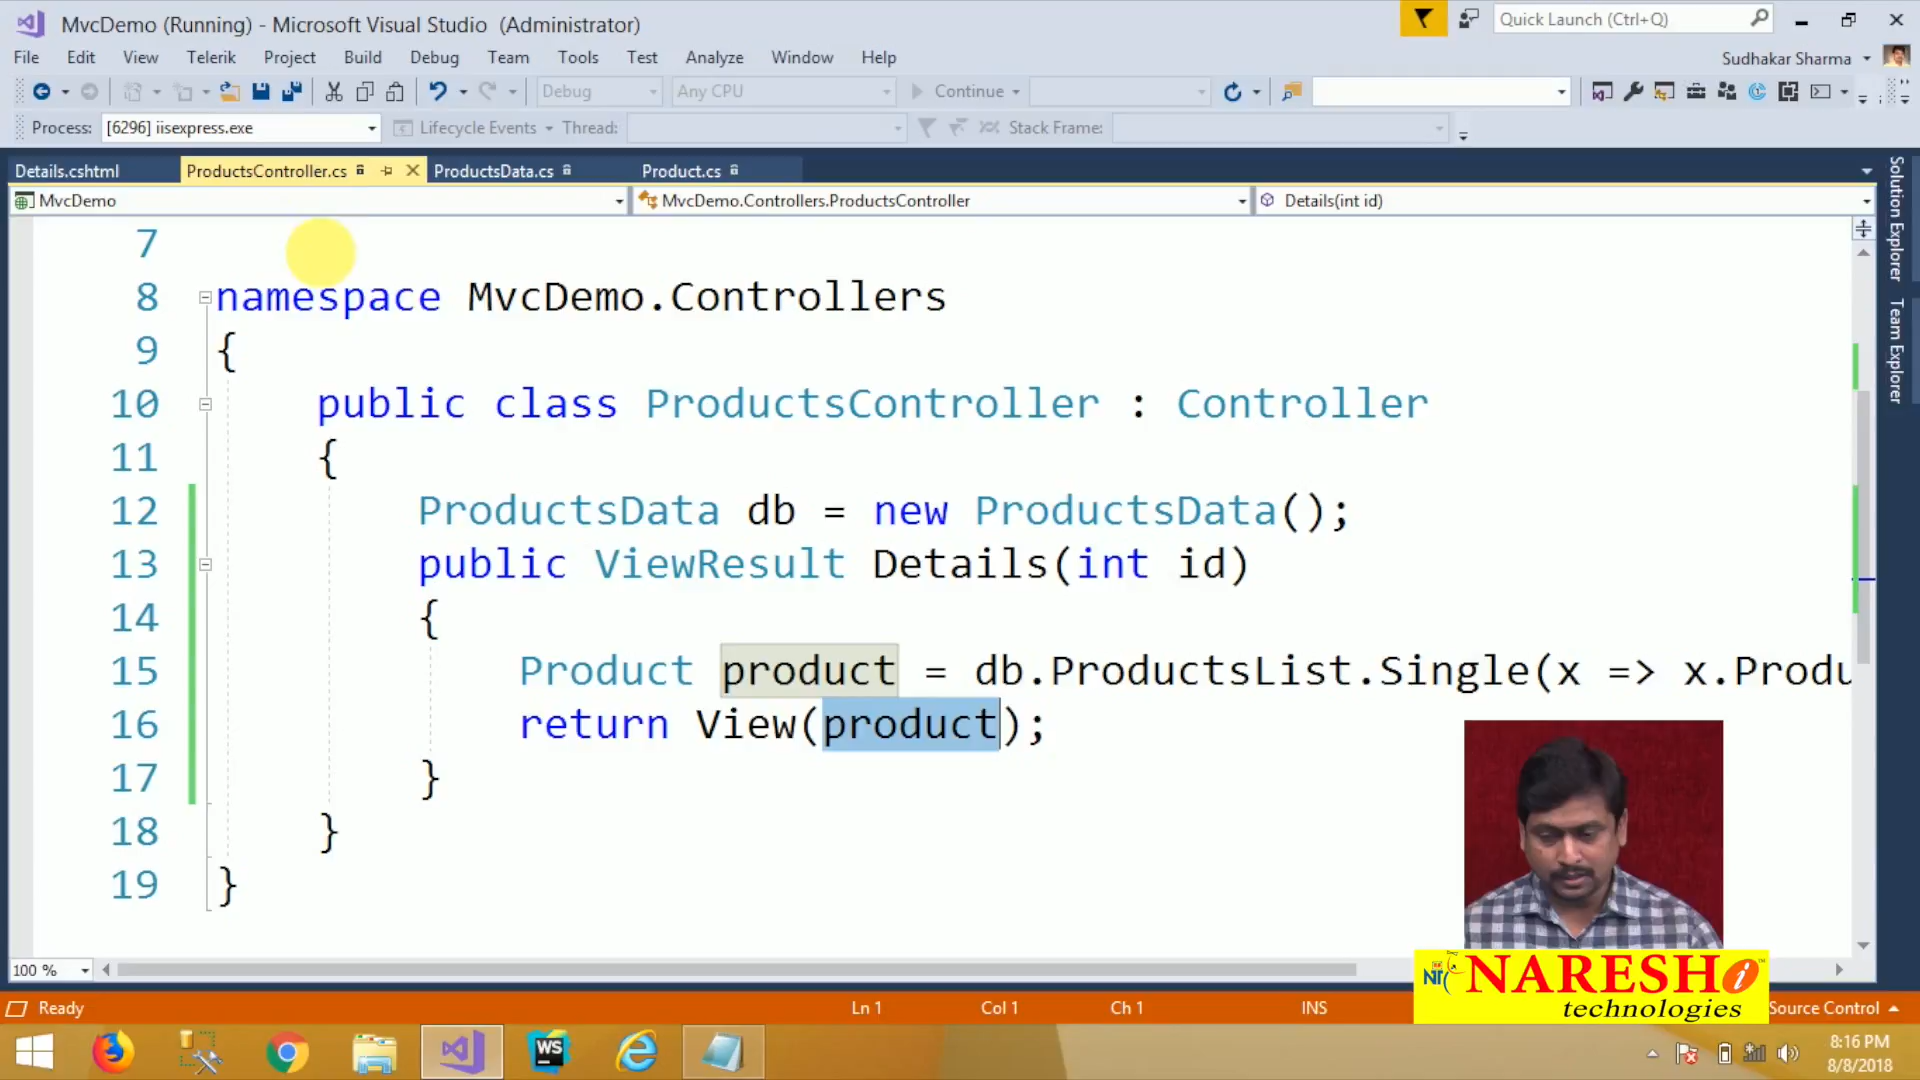 MvcDemo (Running) - Microsoft Visual Studio (Administrator)
Quick Launch (Ctrl+Q)
File Edit View Telerik Project Build Debug Team Tools Test Analyze Window Help
Sudhakar Sharma
Debug Any CPU Continue
Process: [6296] iisexpress.exe Lifecycle Events Thread: Stack Frame:
Details.cshtml ProductsController.cs ProductsData.cs Product.cs
MvcDemo MvcDemo.Controllers.ProductsController Details(int id)
Solution Explorer
Team Explorer
7
8 namespace MvcDemo.Controllers
9 {
10 public class ProductsController : Controller
11 {
12 ProductsData db = new ProductsData();
13 public ViewResult Details(int id)
14 {
15 Product product = db.ProductsList.Single(x => x.Produ
16 return View(product);
17 }
18 }
19 }
100 %
NARESH i
technologies
Ready Ln 1 Col 1 Ch 1 INS Source Control
WS
8:16 PM
8/8/2018